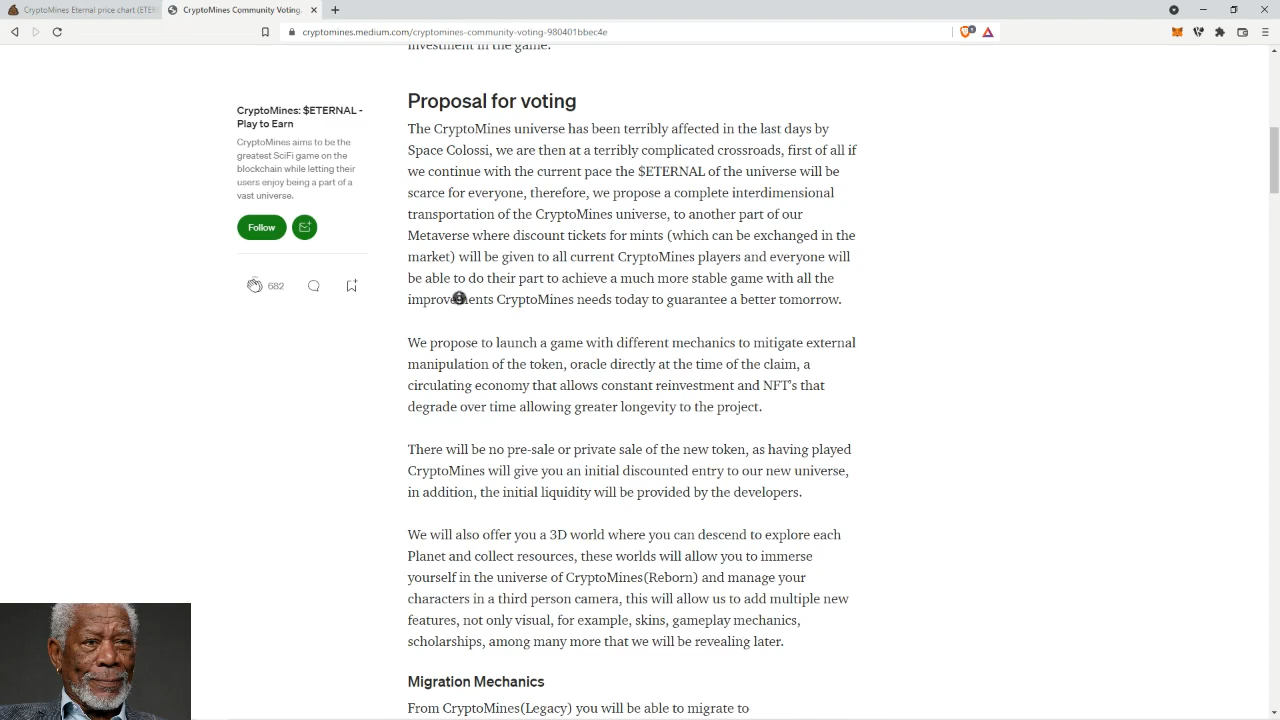 CryptoMines Eternal price chart (ETER
CryptoMines Community Voting.
cryptomines.medium.com/cryptomines-community-voting-980401bbec4e
investment in the game.
CryptoMines: $ETERNAL -
Play to Earn
CryptoMines aims to be the
greatest SciFi game on the
blockchain while letting their
users enjoy being a part of a
vast universe.
Follow
682
Proposal for voting
The CryptoMines universe has been terribly affected in the last days by
Space Colossi, we are then at a terribly complicated crossroads, first of all if
we continue with the current pace the $ETERNAL of the universe will be
scarce for everyone, therefore, we propose a complete interdimensional
transportation of the CryptoMines universe, to another part of our
Metaverse where discount tickets for mints (which can be exchanged in the
market) will be given to all current CryptoMines players and everyone will
be able to do their part to achieve a much more stable game with all the
improvements CryptoMines needs today to guarantee a better tomorrow.
We propose to launch a game with different mechanics to mitigate external
manipulation of the token, oracle directly at the time of the claim, a
circulating economy that allows constant reinvestment and NFT's that
degrade over time allowing greater longevity to the project.
There will be no pre-sale or private sale of the new token, as having played
CryptoMines will give you an initial discounted entry to our new universe,
in addition, the initial liquidity will be provided by the developers.
We will also offer you a 3D world where you can descend to explore each
Planet and collect resources, these worlds will allow you to immerse
yourself in the universe of CryptoMines(Reborn) and manage your
characters in a third person camera, this will allow us to add multiple new
features, not only visual, for example, skins, gameplay mechanics,
scholarships, among many more that we will be revealing later.
Migration Mechanics
From CryptoMines(Legacy) you will be able to migrate to